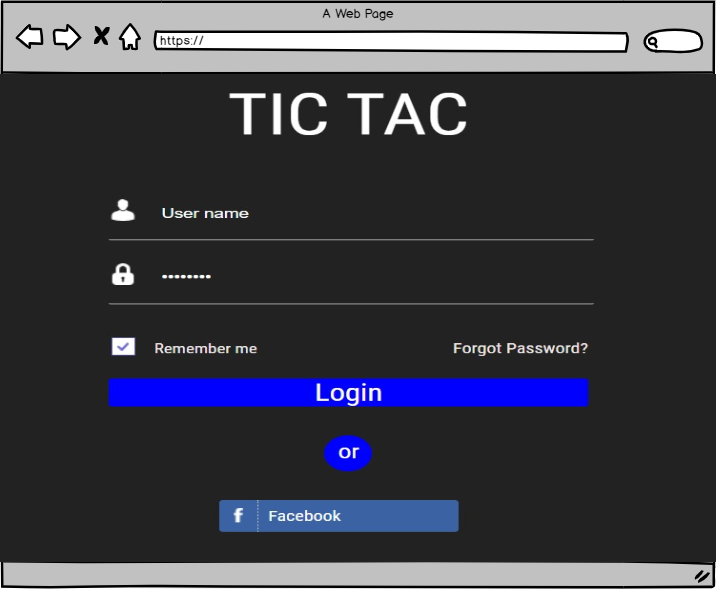 A Web Page
https://
TIC TAC
User name
••••••••
Remember me
Forgot Password?
Login
or
f
Facebook